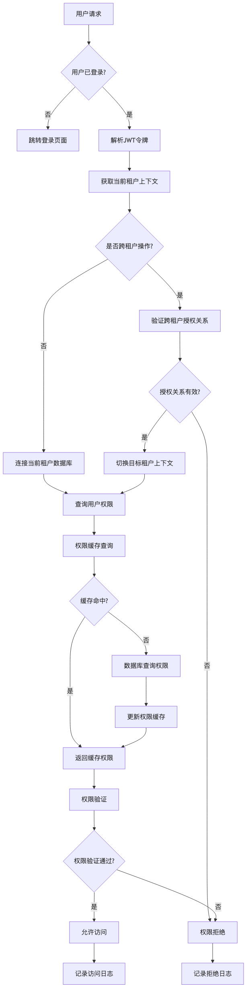 用户请求
用户已登录?
否
是
跳转登录页面
解析JWT令牌
获取当前租户上下文
是否跨租户操作?
是
验证跨租户授权关系
否
授权关系有效?
是
连接当前租户数据库
切换目标租户上下文
查询用户权限
权限缓存查询
缓存命中?
否
数据库查询权限
否
是
更新权限缓存
返回缓存权限
权限验证
权限验证通过?
是
否
允许访问
权限拒绝
记录访问日志
记录拒绝日志